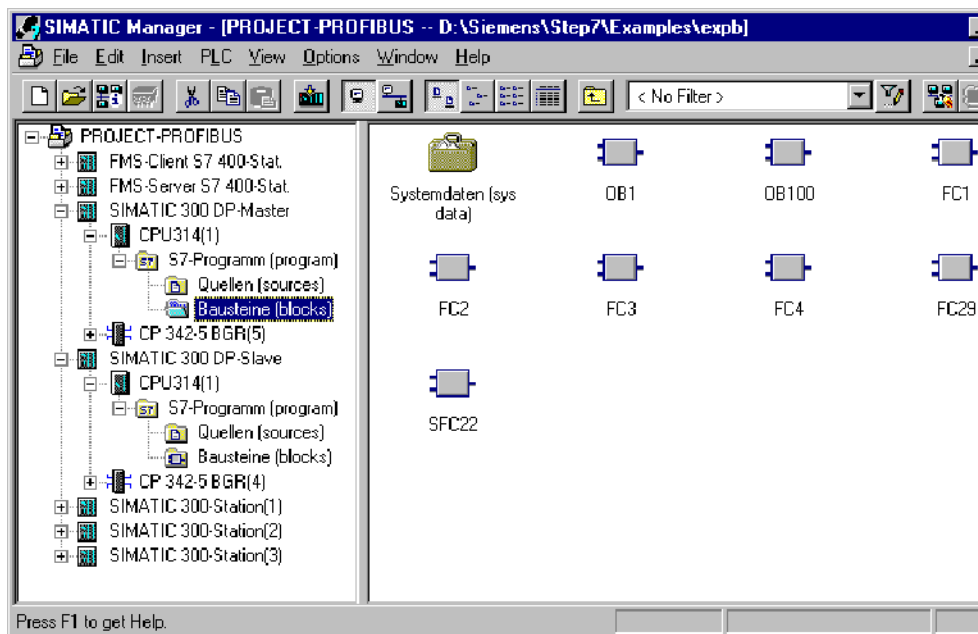 SIMATIC Manager - [PROJECT-PROFIBUS -- D:\Siemens\Step7\Examples\expb]
File Edit Insert PLC View Options Window Help
< No Filter >
PROJECT-PROFIBUS
FMS-Client S7 400-Stat.
FMS-Server S7 400-Stat.
SIMATIC 300 DP-Master
CPU314(1)
S7-Programm (program)
Quellen (sources)
Bausteine (blocks)
CP 342-5 BGR(5)
SIMATIC 300 DP-Slave
CPU314(1)
S7-Programm (program)
Quellen (sources)
Bausteine (blocks)
CP 342-5 BGR(4)
SIMATIC 300-Station(1)
SIMATIC 300-Station(2)
SIMATIC 300-Station(3)
Systemdaten (sys
data)
OB1
OB100
FC1
FC2
FC3
FC4
FC29
SFC22
Press F1 to get Help.